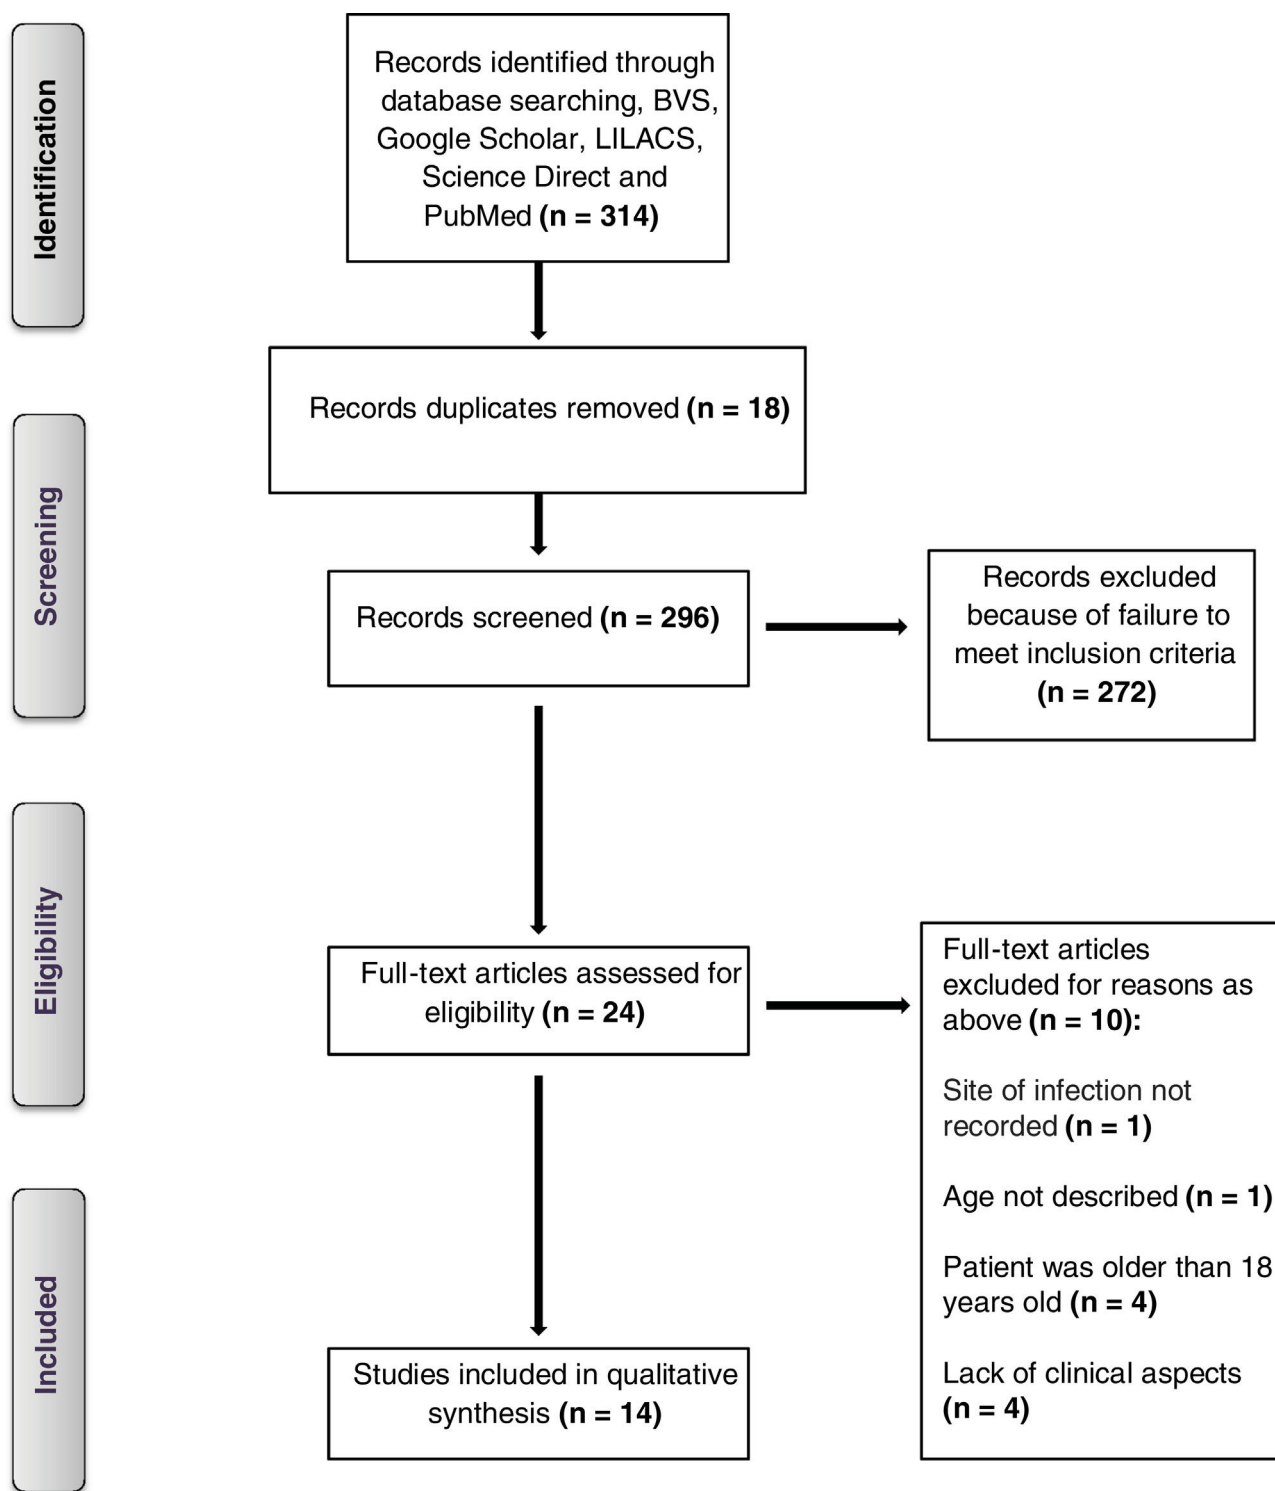 Identification
Records identified through
database searching, BVS,
Google Scholar, LILACS,
Science Direct and
PubMed (n = 314)
Records duplicates removed (n = 18)
Screening
Records screened (n = 296)
Records excluded
because of failure to
meet inclusion criteria
(n = 272)
Eligibility
Full-text articles assessed for
eligibility (n = 24)
Full-text articles
excluded for reasons as
above (n = 10):
Site of infection not
recorded (n = 1)
Age not described (n = 1)
Patient was older than 18
years old (n = 4)
Lack of clinical aspects
(n = 4)
Included
Studies included in qualitative
synthesis (n = 14)